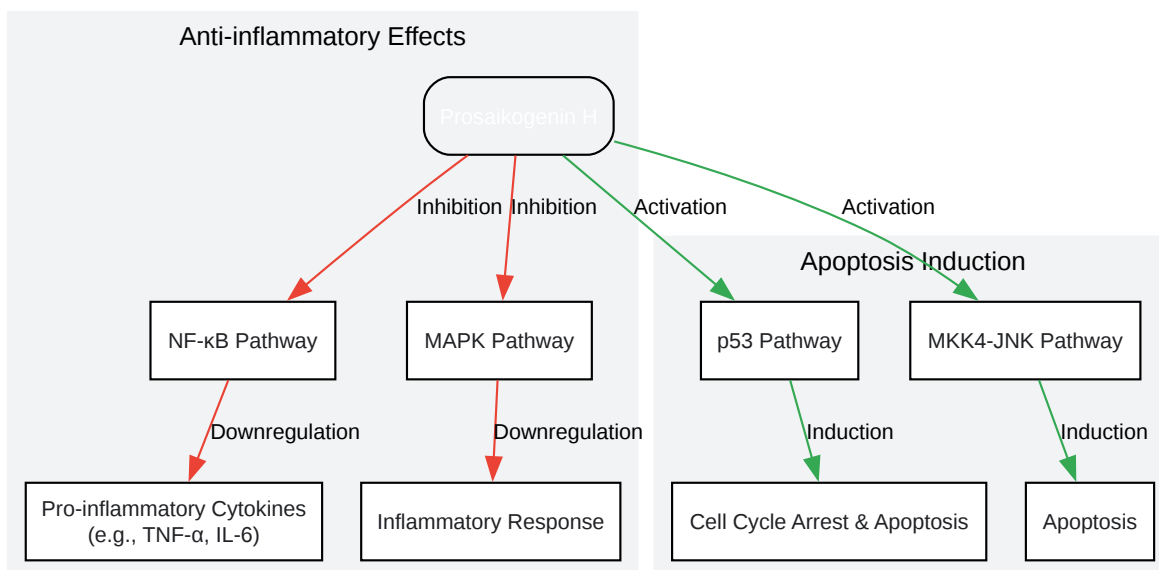 Anti-inflammatory Effects
Prosaikogenin H
Inhibition
Inhibition
Activation
Activation
Apoptosis Induction
NF-κB Pathway
MAPK Pathway
p53 Pathway
MKK4-JNK Pathway
Downregulation
Downregulation
Induction
Induction
Pro-inflammatory Cytokines
(e.g., TNF-α, IL-6)
Inflammatory Response
Cell Cycle Arrest & Apoptosis
Apoptosis